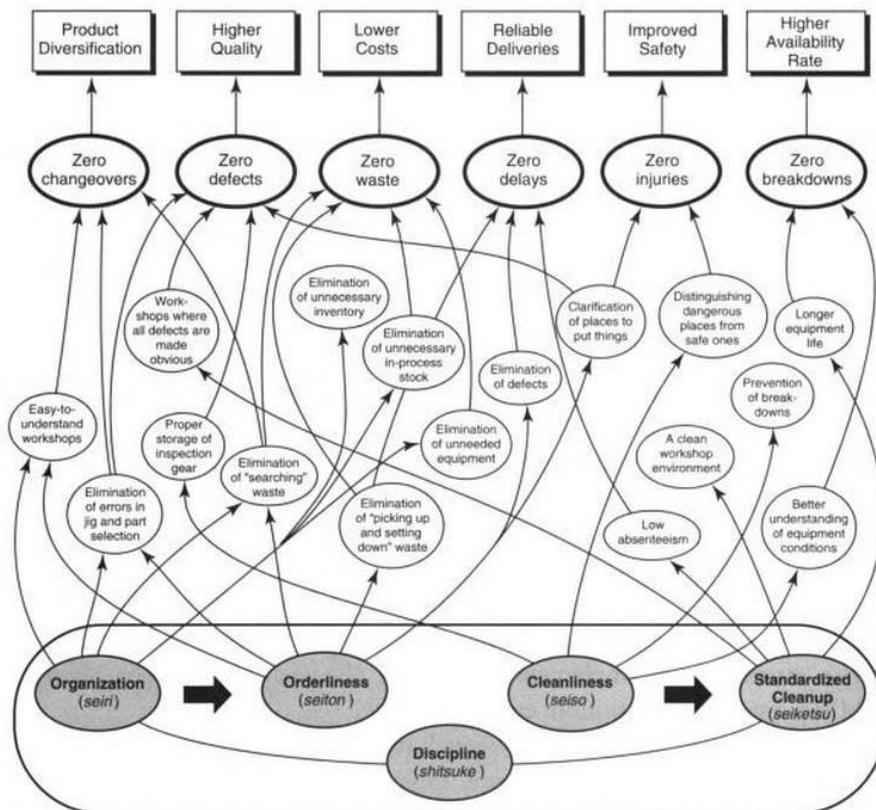 Product
Diversification
Higher
Quality
Lower
Costs
Reliable
Deliveries
Improved
Safety
Higher
Availability
Rate
Zero
changeovers
Zero
defects
Zero
waste
Zero
delays
Zero
injuries
Zero
breakdowns
Work-
shops where
all defects are
made
obvious
Elimination
of unnecessary
inventory
Elimination
of unnecessary
in-process
stock
Elimination
of defects
Clarification
of places to
put things
Distinguishing
dangerous
places from
safe ones
Longer
equipment
life
Prevention
of break-
downs
Easy-to-
understand
workshops
Proper
storage of
inspection
gear
Elimination
of "searching"
waste
Elimination
of unneeded
equipment
A clean
workshop
environment
Elimination
of errors in
jig and part
selection
Elimination
of "picking up
and setting
down" waste
Low
absenteeism
Better
understanding
of equipment
conditions
Organization
(seiri)
Orderliness
(seiton)
Cleanliness
(seiso)
Standardized
Cleanup
(seiketsu)
Discipline
(shitsuke)